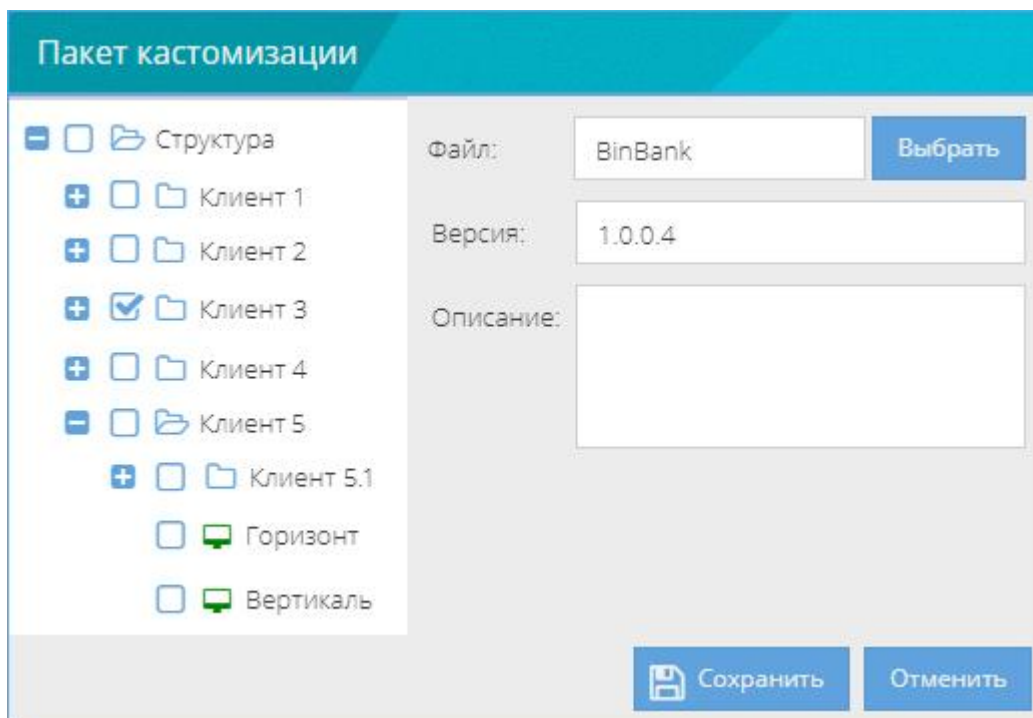 Пакет кастомизации
Структура
Клиент 1
Клиент 2
Клиент 3
Клиент 4
Клиент 5
Клиент 5.1
Горизонт
Вертикаль
Файл:
BinBank
Выбрать
Версия:
1.0.0.4
Описание:
Сохранить
Отменить